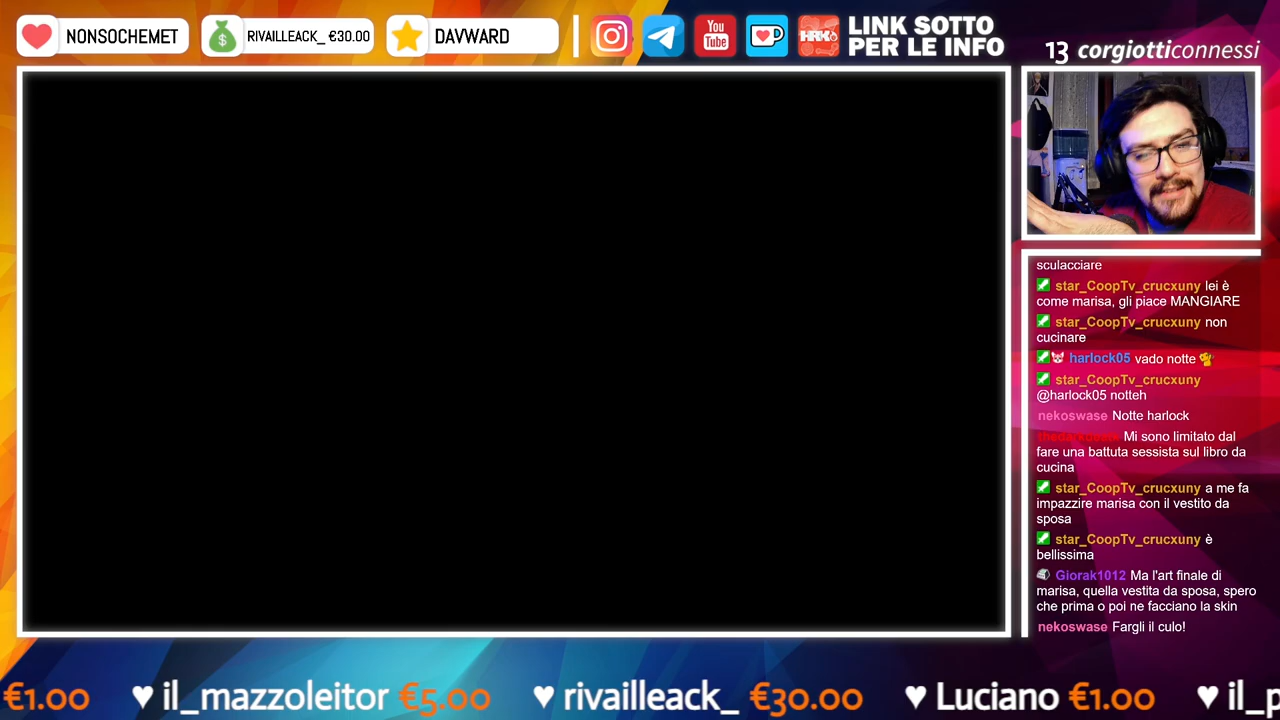 NONSOCHEMET
RIVAILLEACK_ €30.00
DAVWARD
You
Tube
HRK
LINK SOTTO
PER LE INFO
13 corgiotticonnessi
sculacciare
star_CoopTv_crucxuny lei è
come marisa, gli piace MANGIARE
star_CoopTv_crucxuny non
cucinare
harlock05 vado notte
star_CoopTv_crucxuny
@harlock05 notteh
nekoswase Notte harlock
Mi sono limitato dal
fare una battuta sessista sul libro da
cucina
star_CoopTv_crucxuny a me fa
impazzire marisa con il vestito da
sposa
star_CoopTv_crucxuny è
bellissima
Giorak1012 Ma l'art finale di
marisa, quella vestita da sposa, spero
che prima o poi ne facciano la skin
nekoswase Fargli il culo!
€1.00 ♥ il_mazzoleitor €5.00 ♥ rivailleack_ €30.00 ♥ Luciano €1.00 ♥ il_p